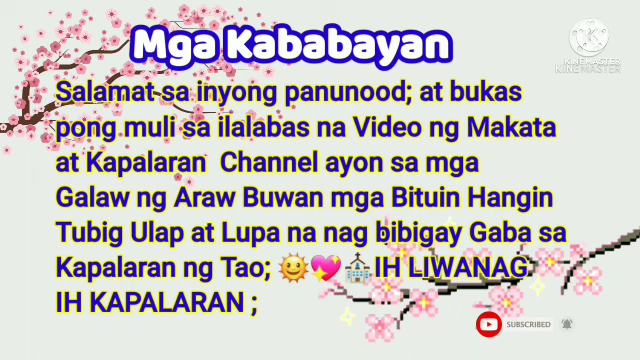 Mga Kababayan
K
KINEMASTER
KINEMASTER
Salamat sa inyong panunood; at bukas
pong muli sa ilalabas na Video ng Makata
at Kapalaran Channel ayon sa mga
Galaw ng Araw Buwan mga Bituin Hangin
Tubig Ulap at Lupa na nag bibigay Gaba sa
Kapalaran ng Tao; 🌞💖⛪IH LIWANAG.
IH KAPALARAN ;
SUBSCRIBED